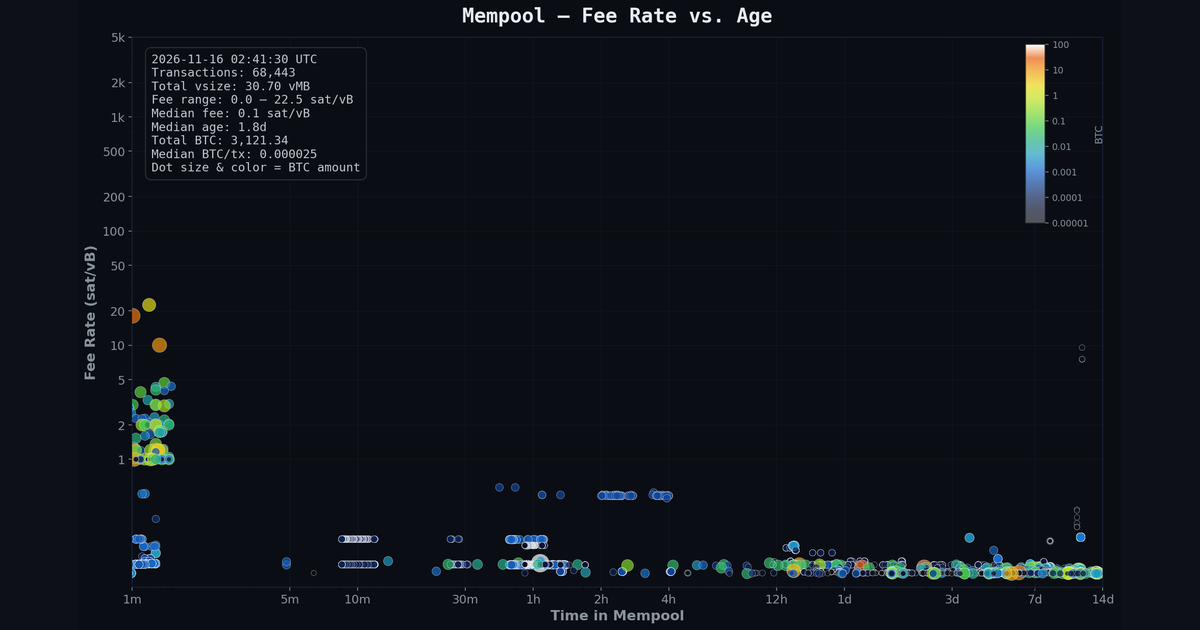 Mempool — Fee Rate vs. Age
2026-11-16 02:41:30 UTC
Transactions: 68,443
Total vsize: 30.70 vMB
Fee range: 0.0 — 22.5 sat/vB
Median fee: 0.1 sat/vB
Median age: 1.8d
Total BTC: 3,121.34
Median BTC/tx: 0.000025
Dot size & color = BTC amount
100
10
1
0.1
0.01
0.001
0.0001
0.00001
BTC
Fee Rate (sat/vB)
5k
2k
1k
500
200
100
50
20
10
5
2
1
1m
5m
10m
30m
1h
2h
4h
12h
1d
3d
7d
14d
Time in Mempool